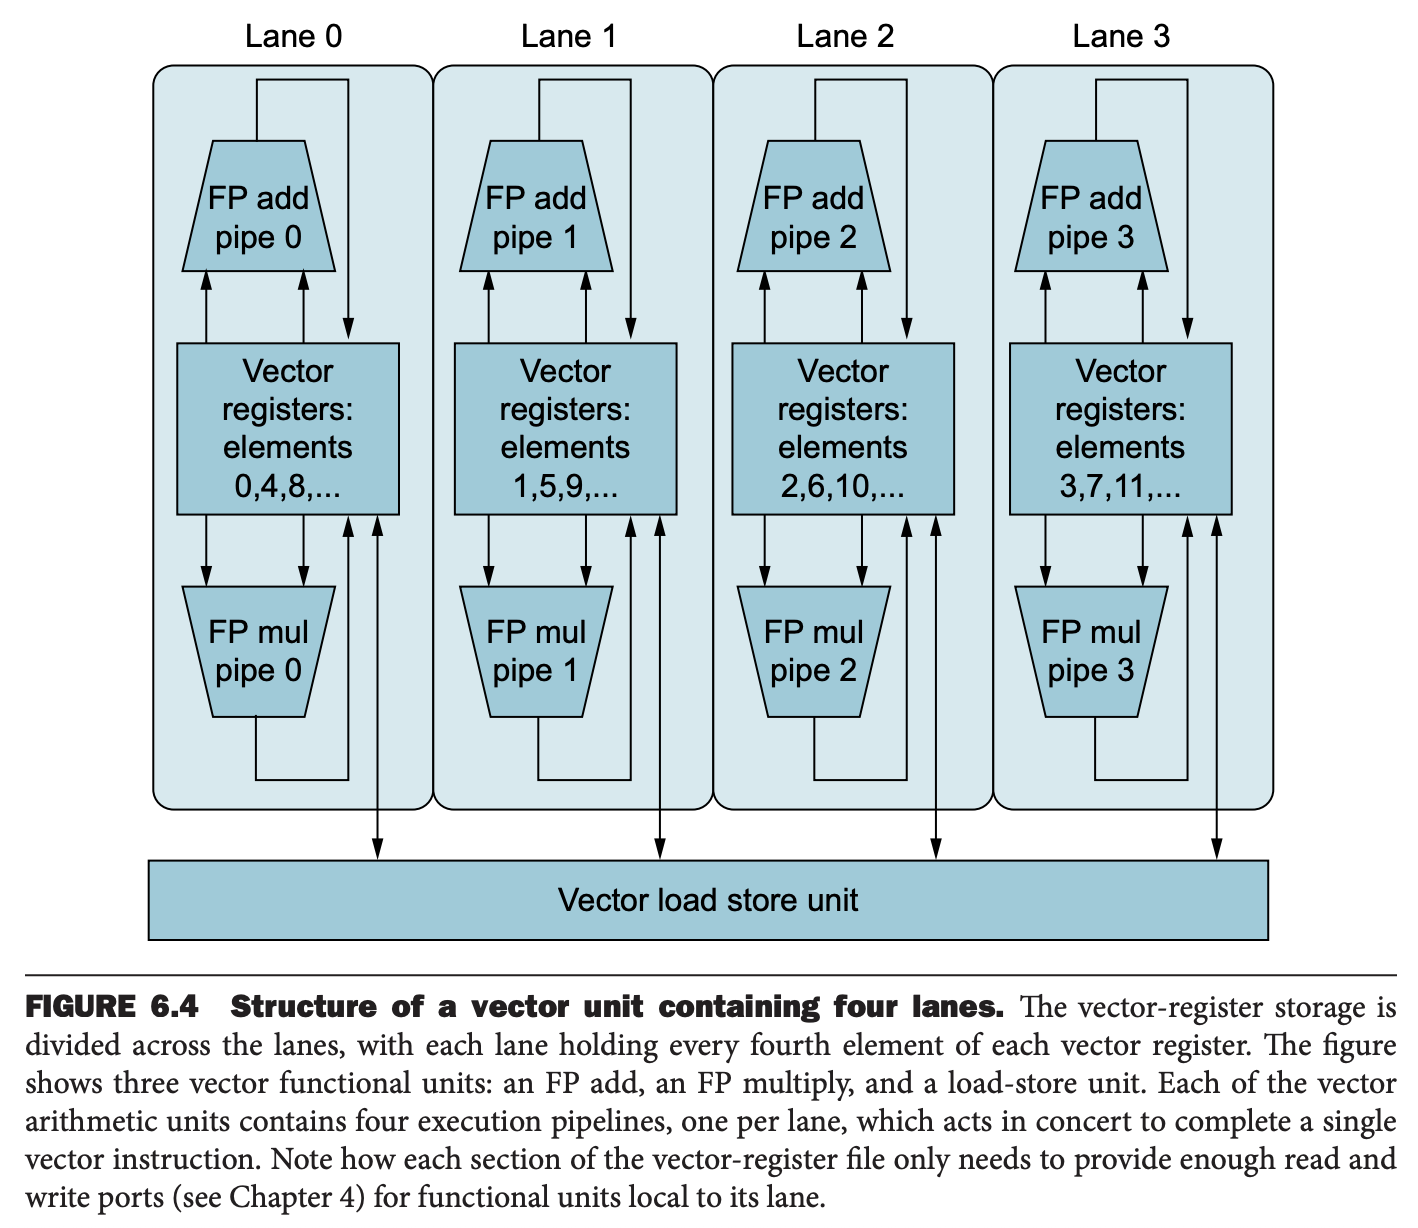 Lane 0 Lane 1 Lane 2 Lane 3
FP add FP add FP add FP add
pipe 0 pipe 1 pipe 2 pipe 3
Vector Vector Vector Vector
registers: registers: registers: registers:
elements elements elements elements
0,4,8,... 1,5,9,... 2,6,10,... 3,7,11,...
FP mul FP mul FP mul FP mul
pipe 0 pipe 1 pipe 2 pipe 3
Vector load store unit
FIGURE 6.4 Structure of a vector unit containing four lanes. The vector-register storage is
divided across the lanes, with each lane holding every fourth element of each vector register. The figure
shows three vector functional units: an FP add, an FP multiply, and a load-store unit. Each of the vector
arithmetic units contains four execution pipelines, one per lane, which acts in concert to complete a single
vector instruction. Note how each section of the vector-register file only needs to provide enough read and
write ports (see Chapter 4) for functional units local to its lane.